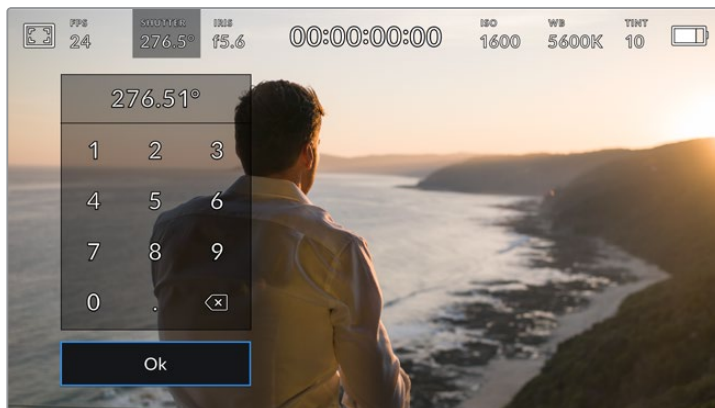 FPS SHUTTER IRIS ISO WB TINT
24 276.5° f5.6 00:00:00:00 1600 5600K 10
276.51°
1 2 3
4 5 6
7 8 9
0 .
Ok